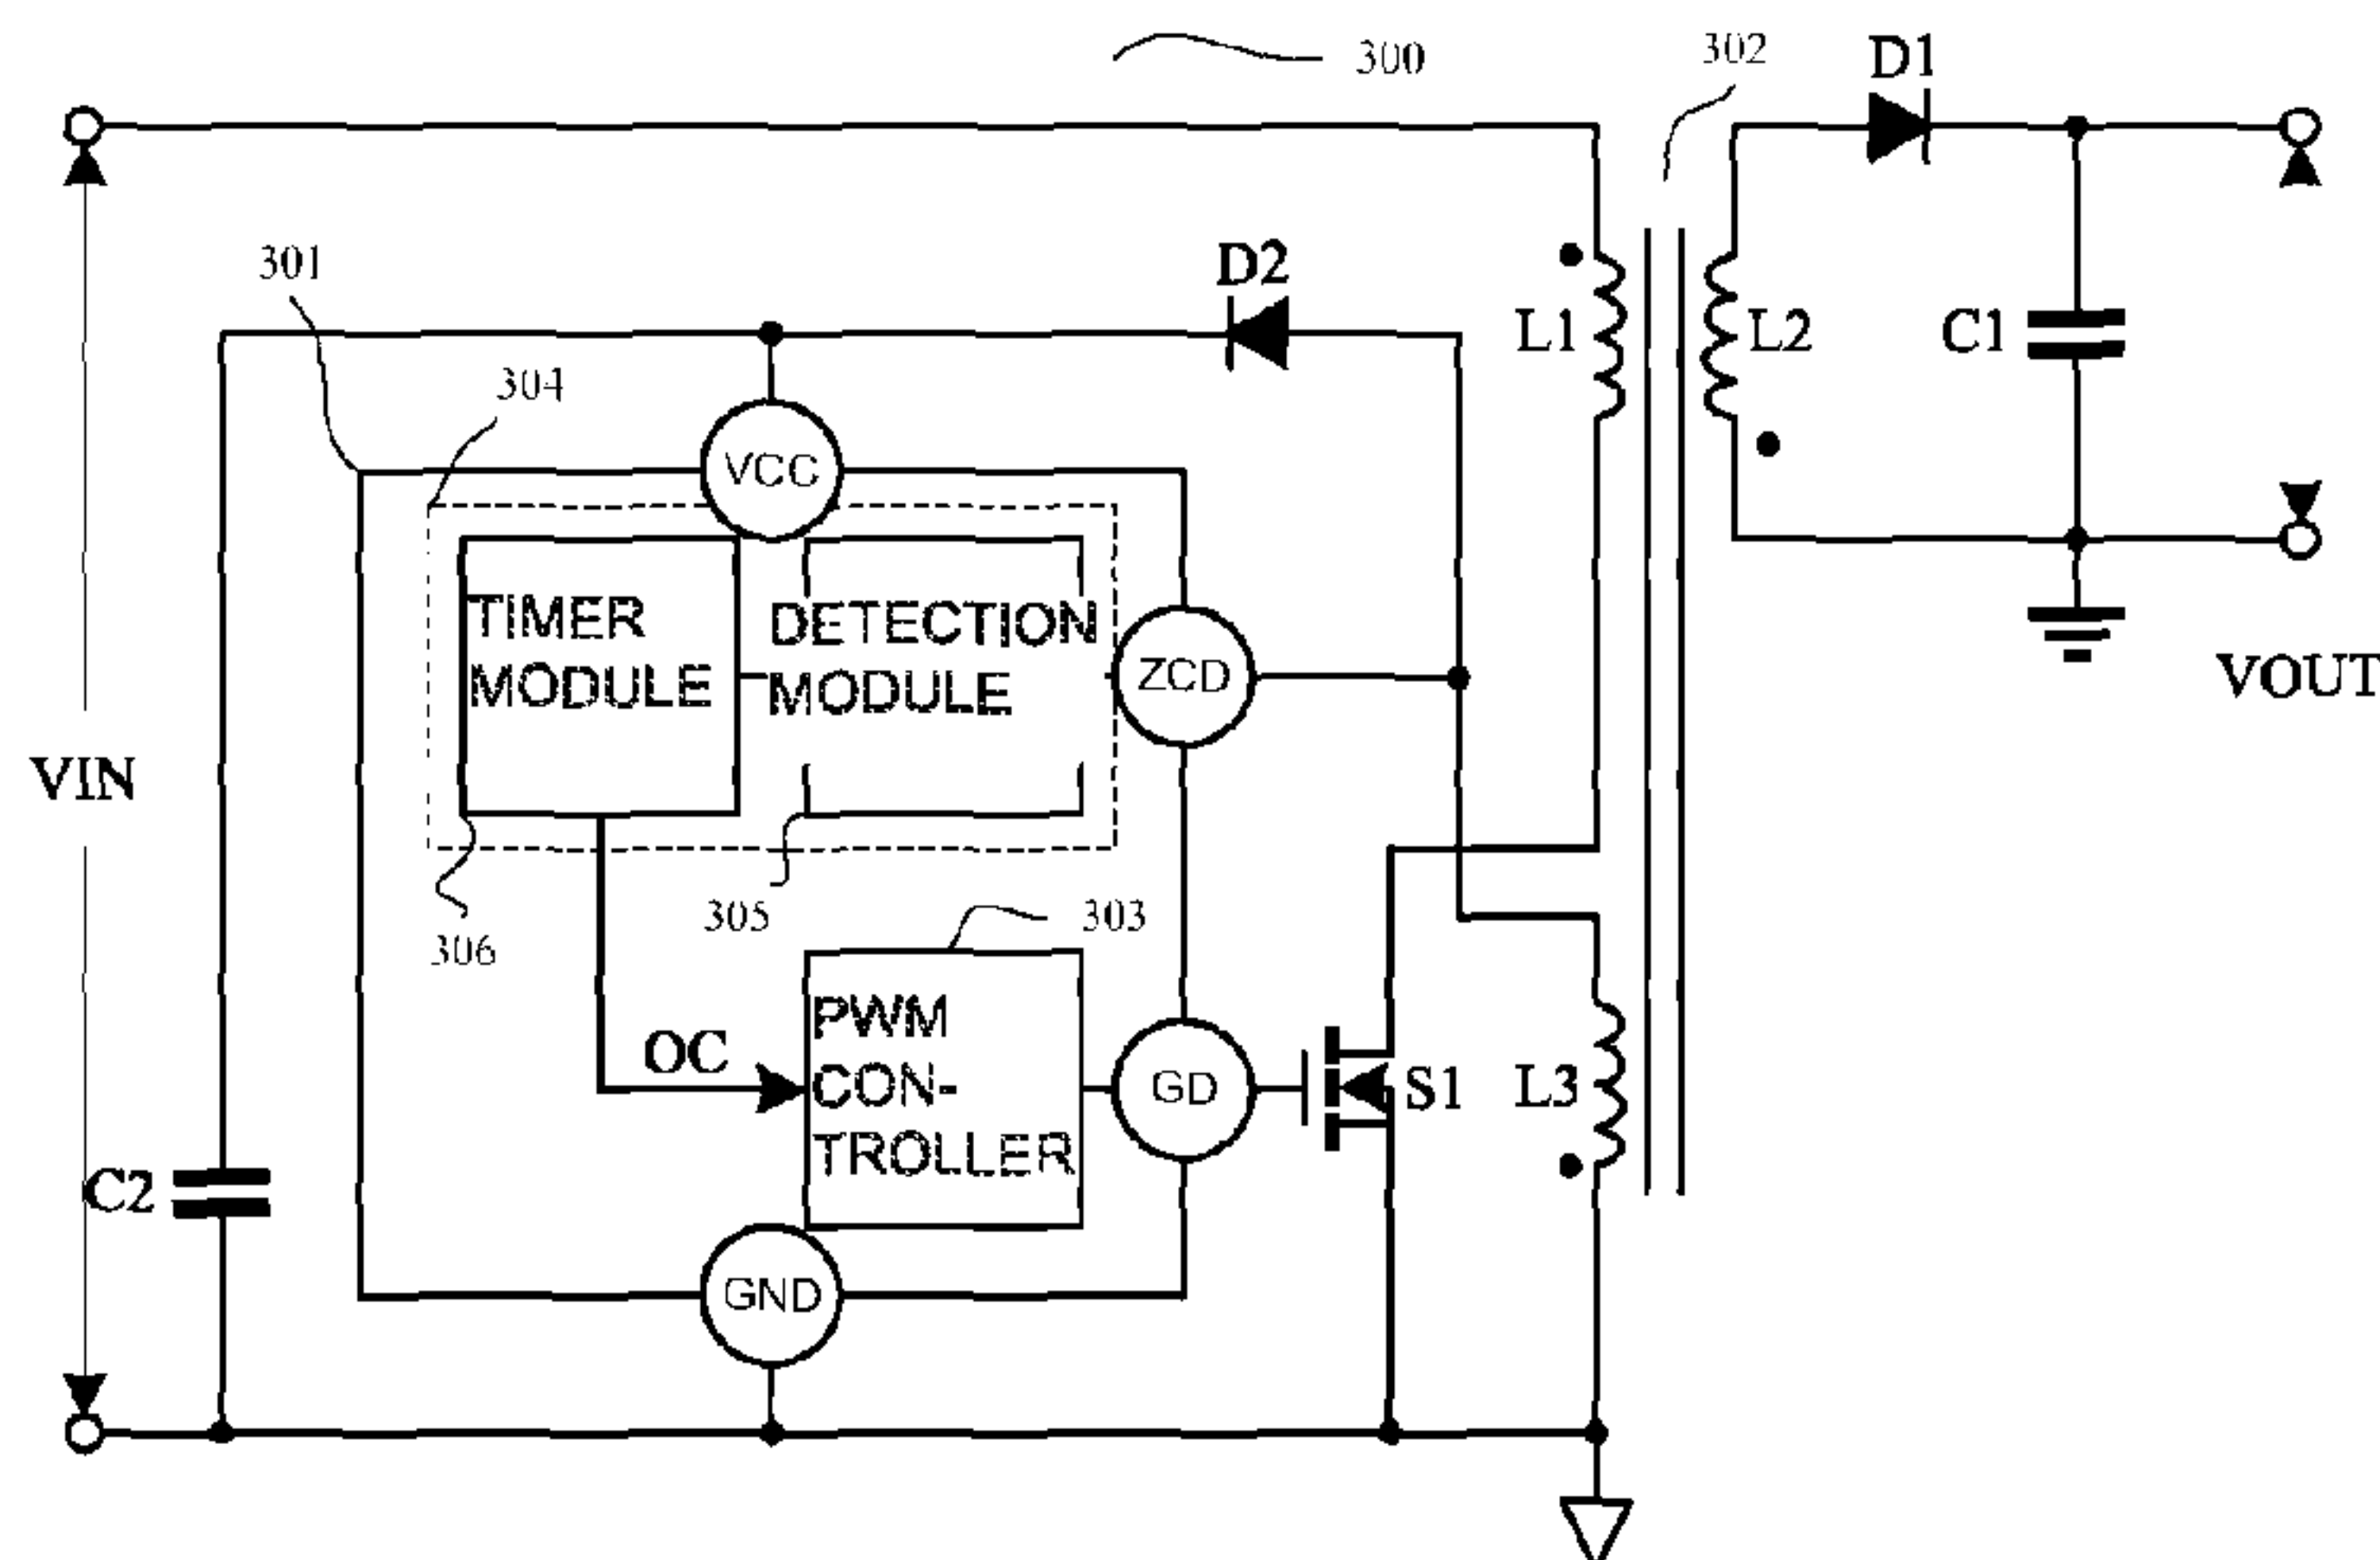 300
302
D1
301
D2
304
L1
L2
C1
VCC
TIMER
MODULE
DETECTION
MODULE
ZCD
VOUT
VIN
305
303
306
PWM
CON-
TROLLER
OC
GD
S1
L3
C2
GND